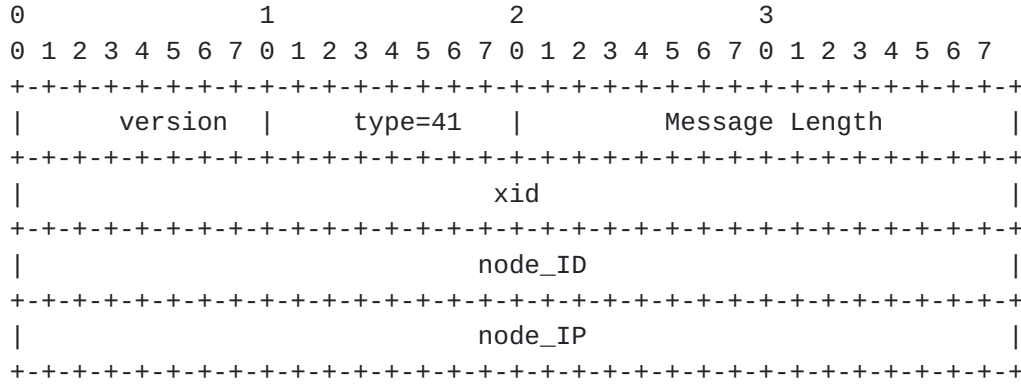 0 1 2 3
0 1 2 3 4 5 6 7 0 1 2 3 4 5 6 7 0 1 2 3 4 5 6 7 0 1 2 3 4 5 6 7
+-+-+-+-+-+-+-+-+-+-+-+-+-+-+-+-+-+-+-+-+-+-+-+-+-+-+-+-+-+-+-+-+
| version | type=41 | Message Length |
+-+-+-+-+-+-+-+-+-+-+-+-+-+-+-+-+-+-+-+-+-+-+-+-+-+-+-+-+-+-+-+-+
| xid |
+-+-+-+-+-+-+-+-+-+-+-+-+-+-+-+-+-+-+-+-+-+-+-+-+-+-+-+-+-+-+-+-+
| node_ID |
+-+-+-+-+-+-+-+-+-+-+-+-+-+-+-+-+-+-+-+-+-+-+-+-+-+-+-+-+-+-+-+-+
| node_IP |
+-+-+-+-+-+-+-+-+-+-+-+-+-+-+-+-+-+-+-+-+-+-+-+-+-+-+-+-+-+-+-+-+